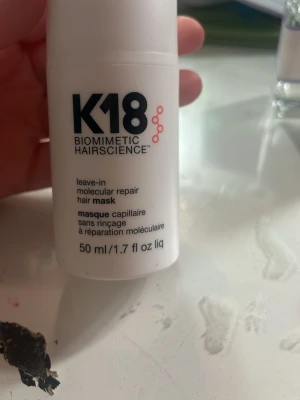 K18
BIOMIMETIC
HAIRSCIENCE™
leave-in
molecular repair
hair mask
masque capillaire
sans rinçage
à réparation moléculaire
50 ml/1.7 fl oz liq